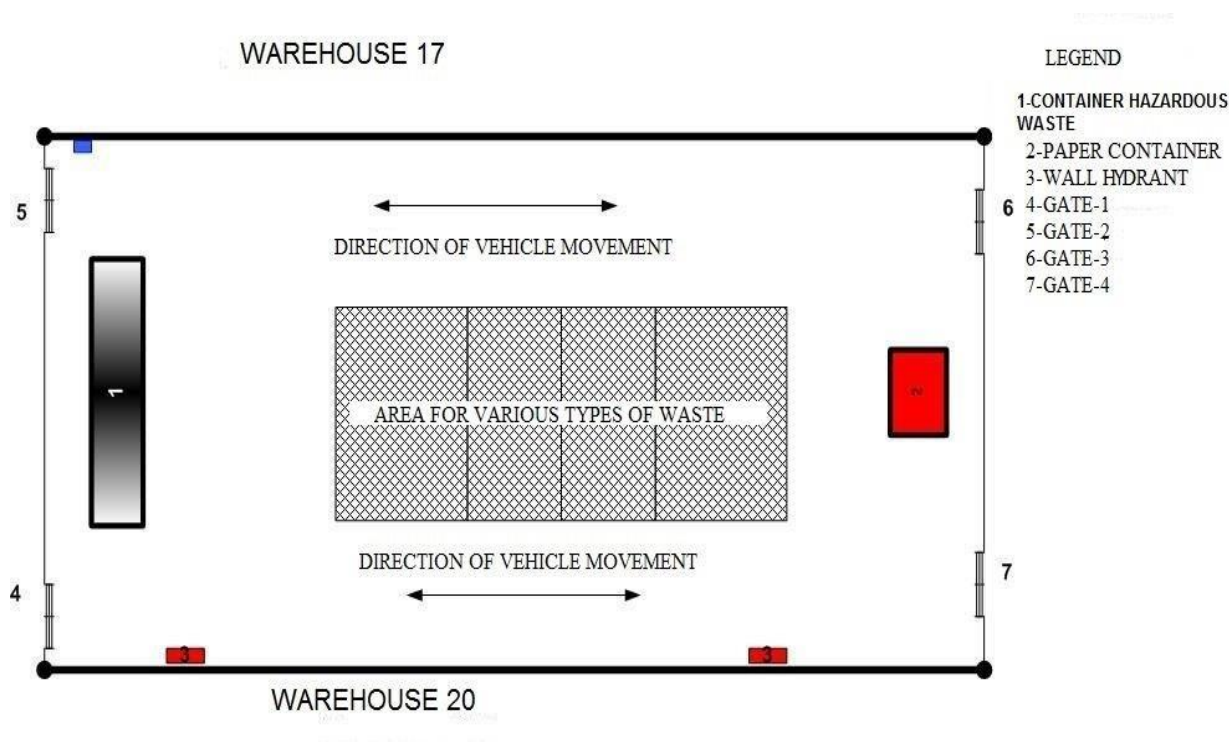 WAREHOUSE 17
LEGEND
1-CONTAINER HAZARDOUS
WASTE
2-PAPER CONTAINER
3-WALL HYDRANT
4-GATE-1
5-GATE-2
6-GATE-3
7-GATE-4
5
6
DIRECTION OF VEHICLE MOVEMENT
1
2
AREA FOR VARIOUS TYPES OF WASTE
DIRECTION OF VEHICLE MOVEMENT
4
7
3
3
WAREHOUSE 20